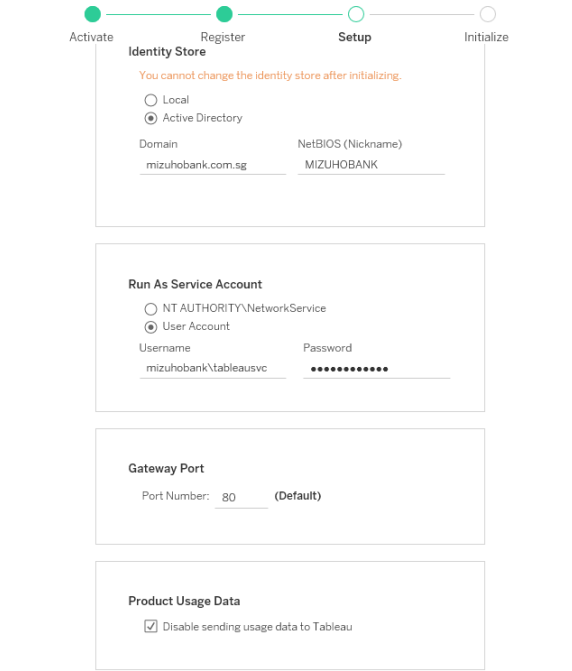 Activate Register Setup Initialize
Identity Store
You cannot change the identity store after initializing.
Local
Active Directory
Domain NetBIOS (Nickname)
mizuhobank.com.sg MIZUHOBANK
Run As Service Account
NT AUTHORITY\NetworkService
User Account
Username Password
mizuhobank\tableausvc ••••••••••••
Gateway Port
Port Number: 80 (Default)
Product Usage Data
Disable sending usage data to Tableau